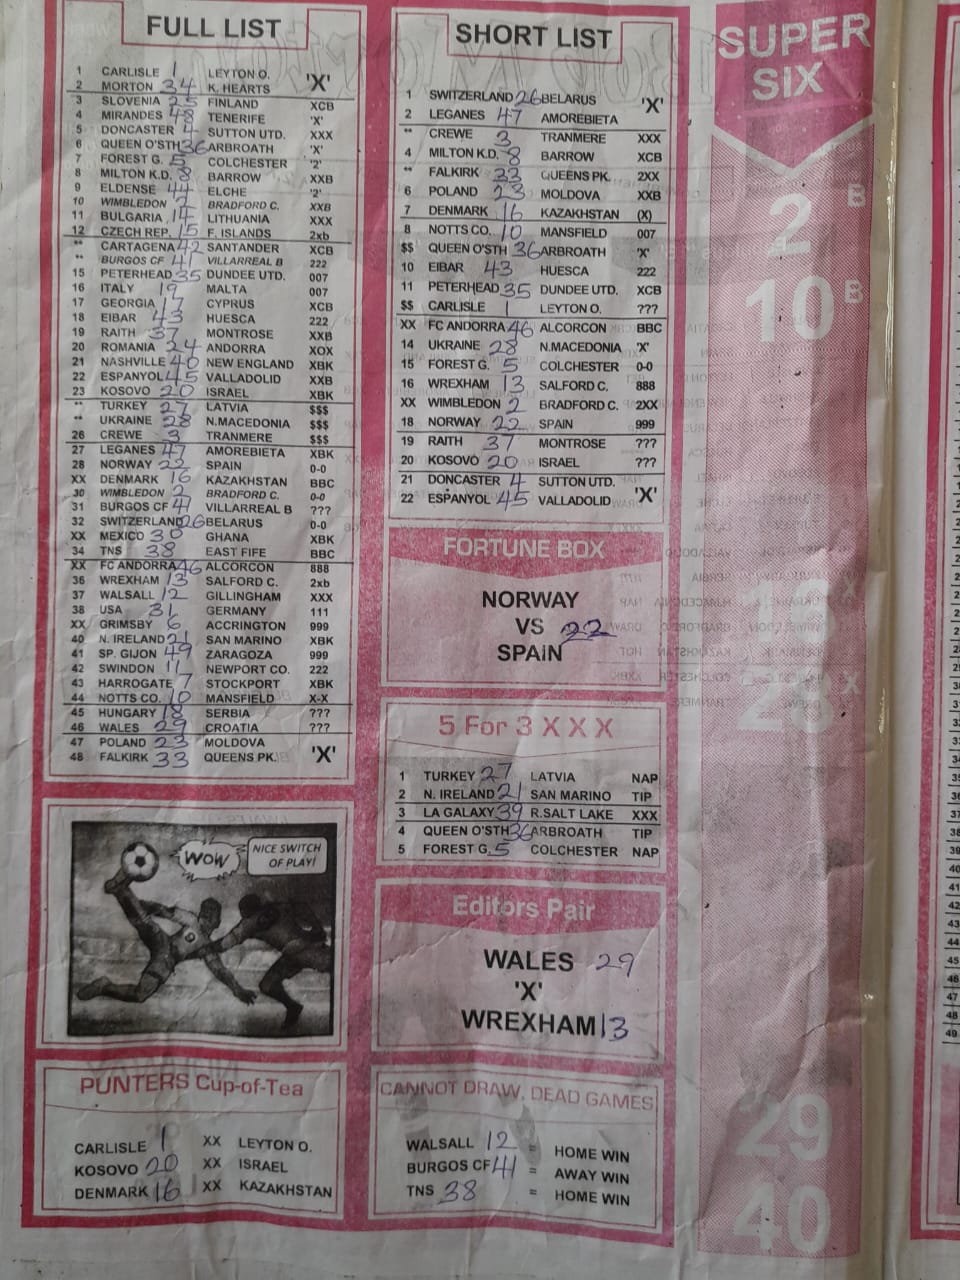 FULL LIST
1 CARLISLE 1 LEYTON O.
2 MORTON 34 K. HEARTS 'X'
3 SLOVENIA 25 FINLAND XCB
4 MIRANDES 48 TENERIFE 'X'
5 DONCASTER 4 SUTTON UTD. XXX
6 QUEEN O'STH 36 ARBROATH 'X'
7 FOREST G. 5 COLCHESTER '2'
8 MILTON K.D. 8 BARROW XXB
9 ELDENSE 44 ELCHE '2'
10 WIMBLEDON 2 BRADFORD C. XXB
11 BULGARIA 14 LITHUANIA XXX
12 CZECH REP. 15 F. ISLANDS 2xb
** CARTAGENA 42 SANTANDER XCB
** BURGOS CF 41 VILLARREAL B 222
15 PETERHEAD 35 DUNDEE UTD. 007
16 ITALY 19 MALTA 007
17 GEORGIA 17 CYPRUS XCB
18 EIBAR 43 HUESCA 222
19 RAITH 37 MONTROSE XXB
20 ROMANIA 24 ANDORRA XOX
21 NASHVILLE 40 NEW ENGLAND XBK
22 ESPANYOL 45 VALLADOLID XXB
23 KOSOVO 20 ISRAEL XBK
** TURKEY 27 LATVIA $$$
** UKRAINE 28 N.MACEDONIA $$$
26 CREWE 3 TRANMERE $$$
27 LEGANES 47 AMOREBIETA XBK
28 NORWAY 22 SPAIN 0-0
XX DENMARK 16 KAZAKHSTAN BBC
30 WIMBLEDON 2 BRADFORD C. 0-0
31 BURGOS CF 41 VILLARREAL B ???
32 SWITZERLAND 26 BELARUS 0-0
XX MEXICO 30 GHANA XBK
34 TNS 38 EAST FIFE BBC
XX FC ANDORRA 46 ALCORCON 888
36 WREXHAM 13 SALFORD C. 2xb
37 WALSALL 12 GILLINGHAM XXX
38 USA 31 GERMANY 111
XX GRIMSBY 6 ACCRINGTON 999
40 N. IRELAND 21 SAN MARINO XBK
41 SP. GIJON 49 ZARAGOZA 999
42 SWINDON 11 NEWPORT CO. 222
43 HARROGATE 7 STOCKPORT XBK
44 NOTTS CO. 10 MANSFIELD X-X
45 HUNGARY 18 SERBIA ???
46 WALES 29 CROATIA ???
47 POLAND 23 MOLDOVA
48 FALKIRK 33 QUEENS PK. 'X'
WOW
NICE SWITCH
OF PLAY!
PUNTERS Cup-of-Tea
CARLISLE 1 XX LEYTON O.
KOSOVO 20 XX ISRAEL
DENMARK 16 XX KAZAKHSTAN
SHORT LIST
1 SWITZERLAND 26 BELARUS 'X'
2 LEGANES 47 AMOREBIETA
** CREWE 3 TRANMERE XXX
4 MILTON K.D. 8 BARROW XCB
** FALKIRK 33 QUEENS PK. 2XX
6 POLAND 23 MOLDOVA XXB
7 DENMARK 16 KAZAKHSTAN (X)
8 NOTTS CO. 10 MANSFIELD 007
$$ QUEEN O'STH 36 ARBROATH 'X'
10 EIBAR 43 HUESCA 222
11 PETERHEAD 35 DUNDEE UTD. XCB
$$ CARLISLE 1 LEYTON O. ???
XX FC ANDORRA 46 ALCORCON BBC
14 UKRAINE 28 N.MACEDONIA 'X'
15 FOREST G. 5 COLCHESTER 0-0
16 WREXHAM 13 SALFORD C. 888
XX WIMBLEDON 2 BRADFORD C. 2XX
18 NORWAY 22 SPAIN 999
19 RAITH 37 MONTROSE ???
20 KOSOVO 20 ISRAEL ???
21 DONCASTER 4 SUTTON UTD.
22 ESPANYOL 45 VALLADOLID 'X'
FORTUNE BOX
NORWAY
VS 22
SPAIN
5 For 3 X X X
1 TURKEY 27 LATVIA NAP
2 N. IRELAND 21 SAN MARINO TIP
3 LA GALAXY 39 R.SALT LAKE XXX
4 QUEEN O'STH 36 ARBROATH TIP
5 FOREST G. 5 COLCHESTER NAP
Editors Pair
WALES 29
'X'
WREXHAM 13
CANNOT DRAW, DEAD GAMES
WALSALL 12 = HOME WIN
BURGOS CF 41 = AWAY WIN
TNS 38 = HOME WIN
SUPER
SIX
2 B
10 B
X
28 X
29
40